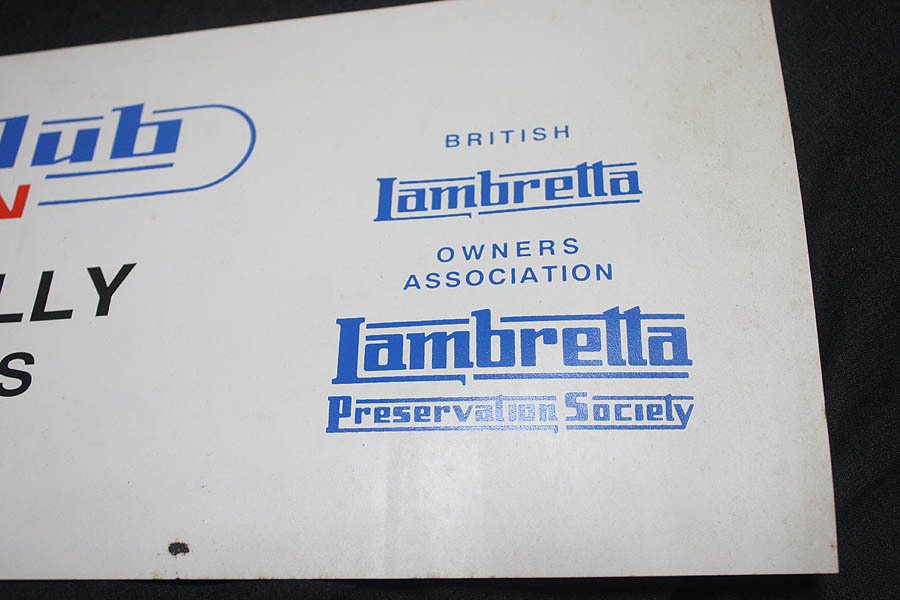 lub
N
LLY
S
BRITISH
Lambretta
OWNERS
ASSOCIATION
Lambretta
Preservation Society